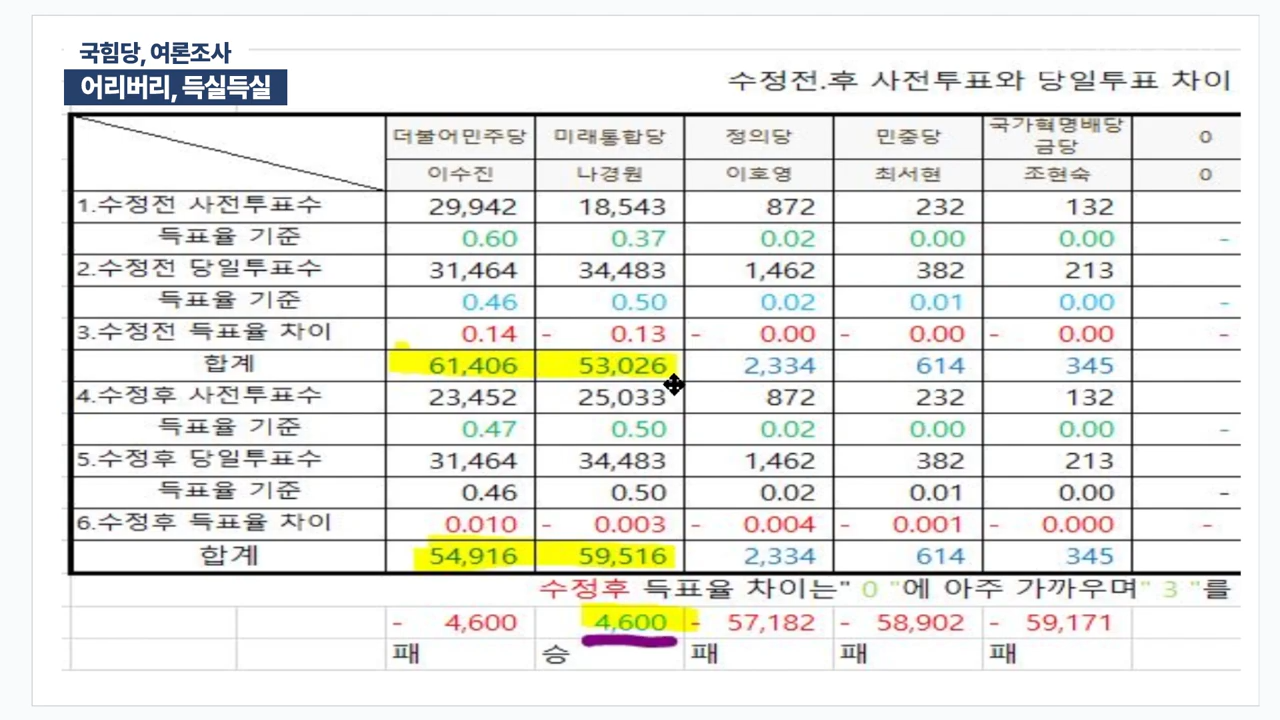 국힘당, 여론조사
어리버리, 득실득실
수정전.후 사전투표와 당일투표 차이
더불어민주당 미래통합당 정의당 민중당 국가혁명배당금당 0
이수진 나경원 이호영 최서현 조현숙 0
1.수정전 사전투표수 29,942 18,543 872 232 132
득표율 기준 0.60 0.37 0.02 0.00 0.00 -
2.수정전 당일투표수 31,464 34,483 1,462 382 213
득표율 기준 0.46 0.50 0.02 0.01 0.00 -
3.수정전 득표율 차이 0.14 - 0.13 - 0.00 - 0.00 - 0.00 -
합계 61,406 53,026 2,334 614 345
4.수정후 사전투표수 23,452 25,033 872 232 132
득표율 기준 0.47 0.50 0.02 0.00 0.00 -
5.수정후 당일투표수 31,464 34,483 1,462 382 213
득표율 기준 0.46 0.50 0.02 0.01 0.00 -
6.수정후 득표율 차이 0.010 - 0.003 - 0.004 - 0.001 - 0.000 -
합계 54,916 59,516 2,334 614 345
수정후 득표율 차이는" 0 "에 아주 가까우며" 3 "를
- 4,600 4,600 - 57,182 - 58,902 - 59,171
패 승 패 패 패